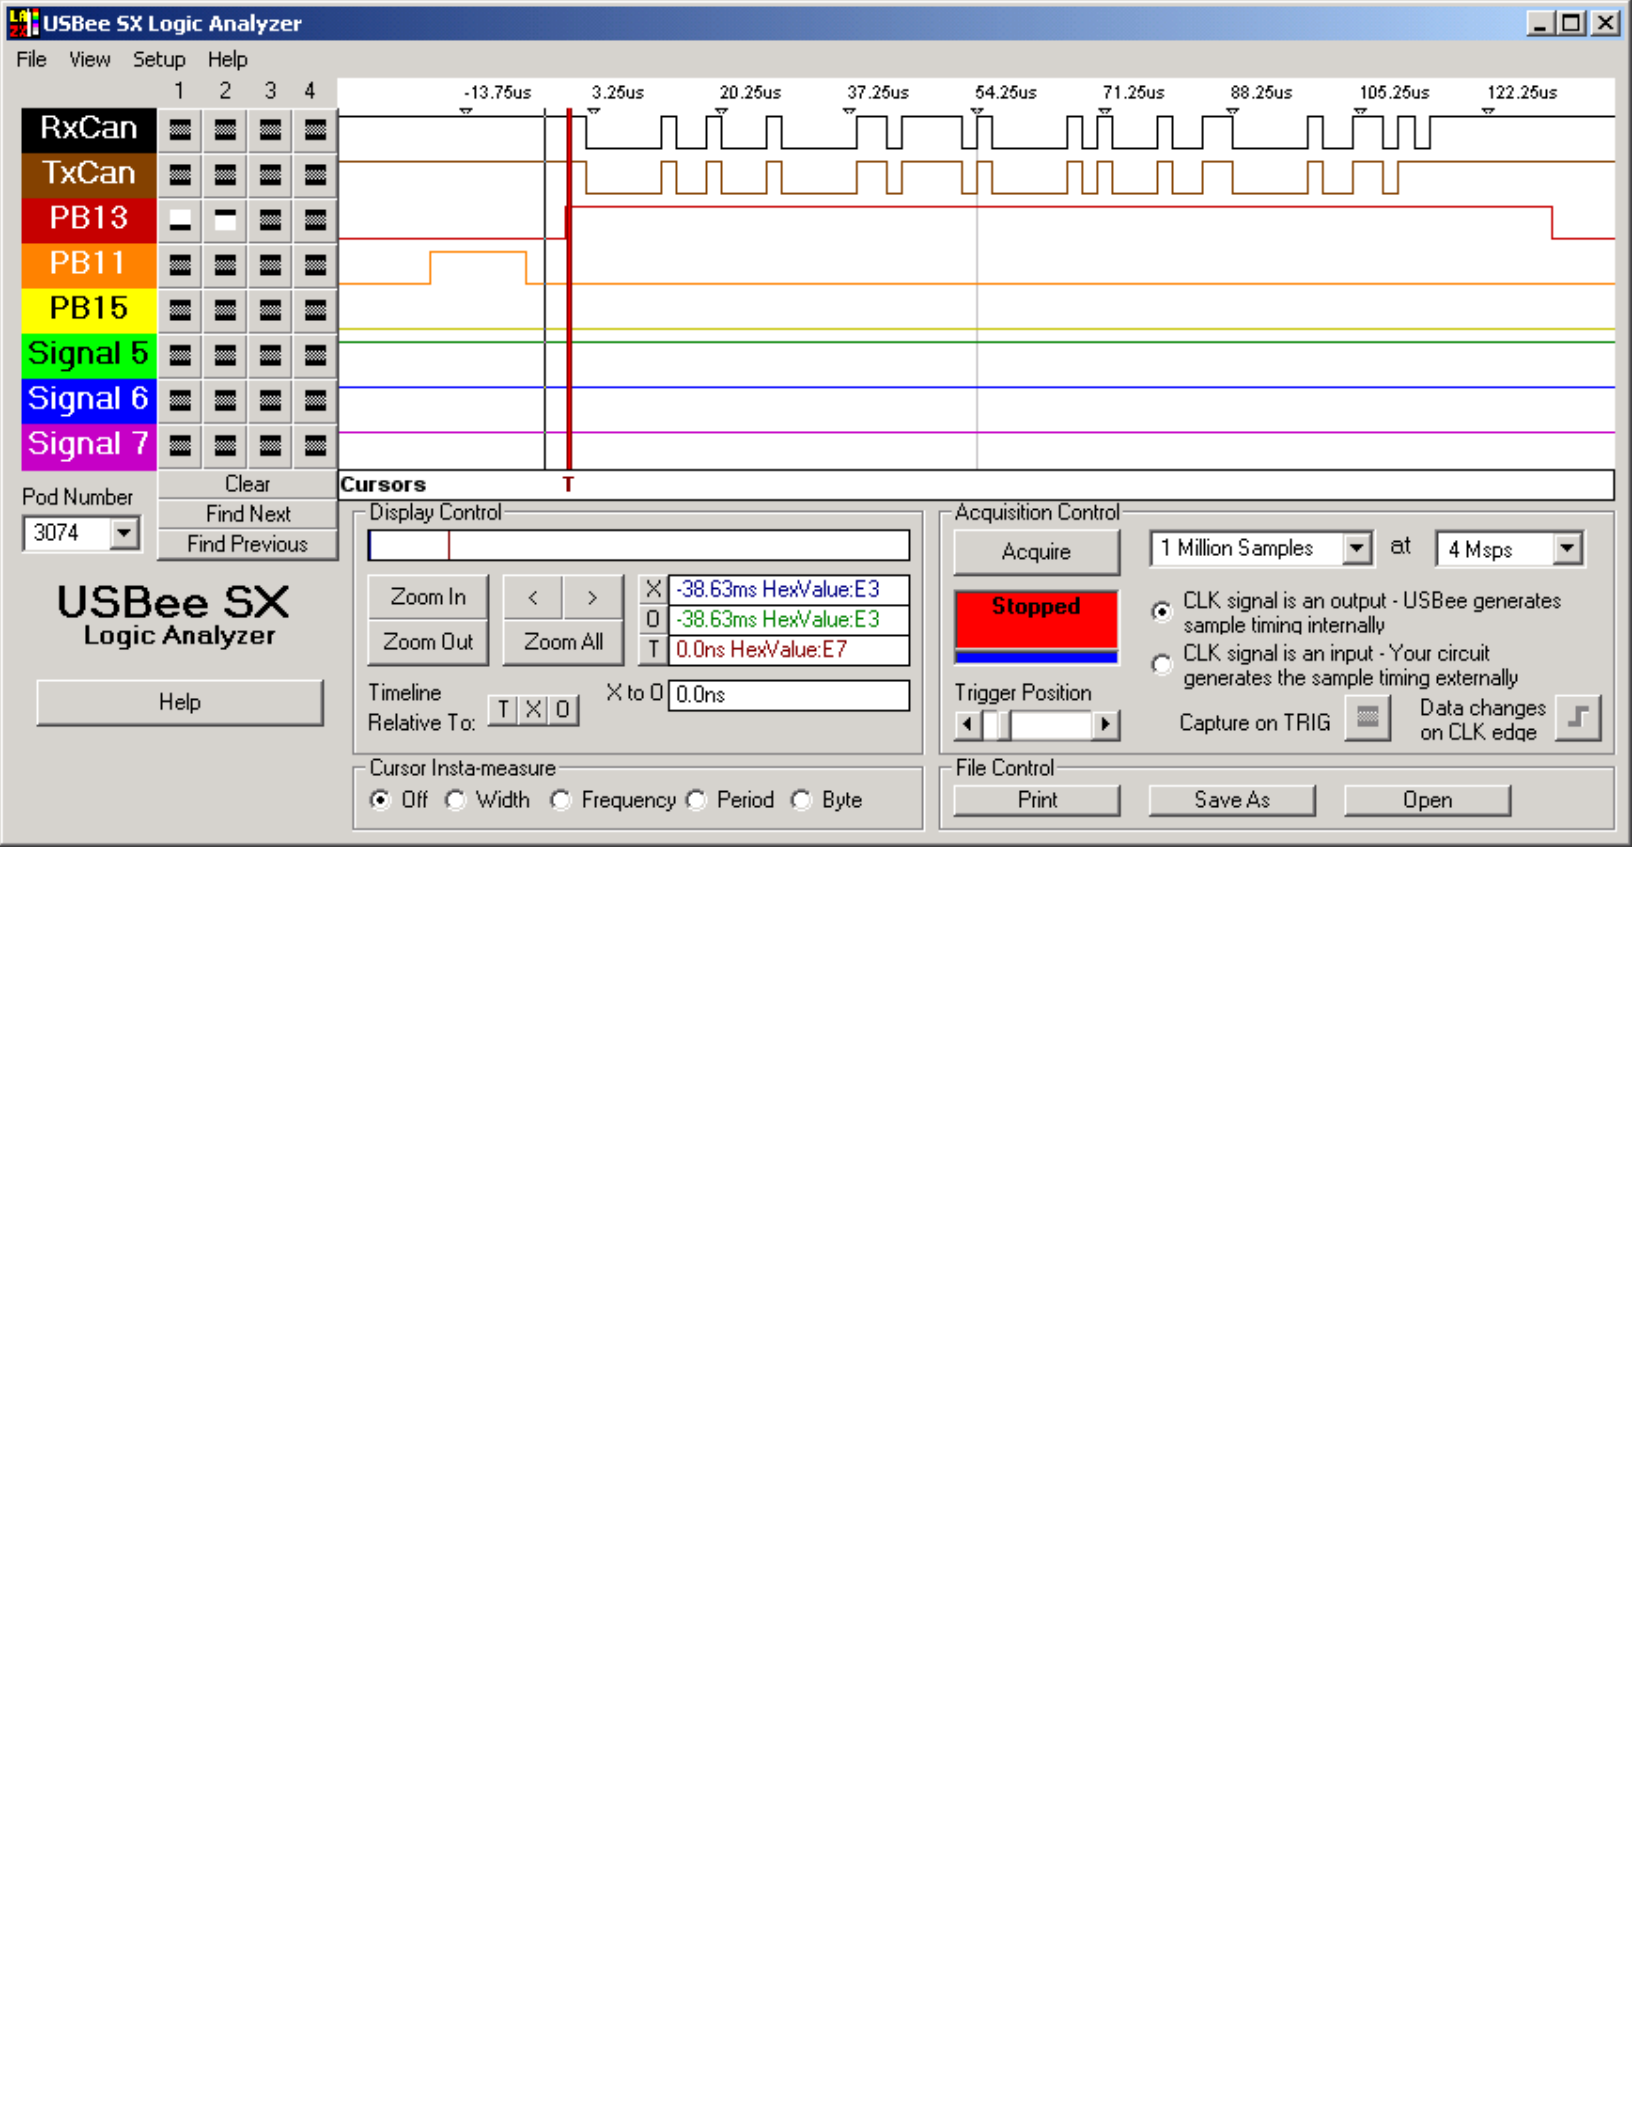 USBee SX Logic Analyzer
File View Setup Help
1 2 3 4
-13.75us 3.25us 20.25us 37.25us 54.25us 71.25us 88.25us 105.25us 122.25us
RxCan
TxCan
PB13
PB11
PB15
Signal 5
Signal 6
Signal 7
Clear
Find Next
Find Previous
Pod Number
3074
Cursors T
USBee SX
Logic Analyzer
Help
Display Control
Zoom In < >
Zoom Out Zoom All
X -38.63ms HexValue:E3
O -38.63ms HexValue:E3
T 0.0ns HexValue:E7
Timeline
Relative To: T X O
X to O 0.0ns
Cursor Insta-measure
Off Width Frequency Period Byte
Acquisition Control
Acquire 1 Million Samples at 4 Msps
Stopped
CLK signal is an output - USBee generates
sample timing internally
CLK signal is an input - Your circuit
generates the sample timing externally
Trigger Position
Capture on TRIG
Data changes
on CLK edge
File Control
Print Save As Open